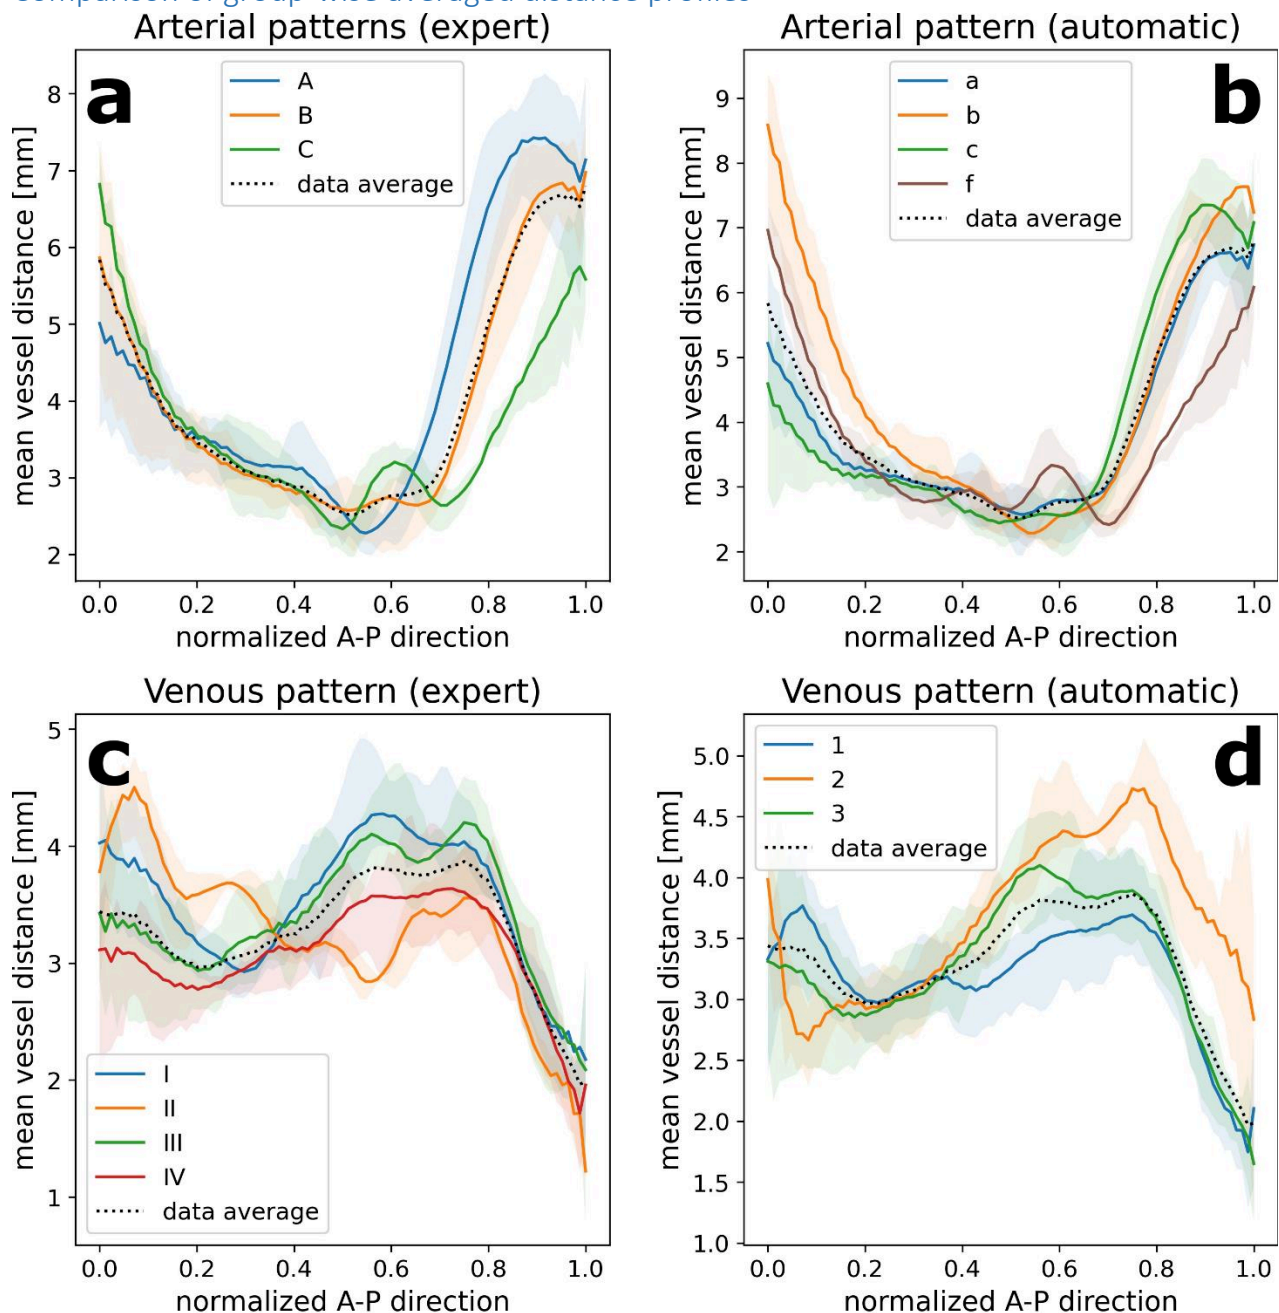 Comparison of group-wise averaged distance profiles
Arterial patterns (expert)
a
A
B
C
data average
8
7
6
5
4
3
2
mean vessel distance [mm]
0.0 0.2 0.4 0.6 0.8 1.0
normalized A-P direction
Arterial pattern (automatic)
b
a
b
c
f
data average
9
8
7
6
5
4
3
2
mean vessel distance [mm]
0.0 0.2 0.4 0.6 0.8 1.0
normalized A-P direction
Venous pattern (expert)
c
5
4
3
2
1
mean vessel distance [mm]
I
II
III
IV
data average
0.0 0.2 0.4 0.6 0.8 1.0
normalized A-P direction
Venous pattern (automatic)
d
1
2
3
data average
5.0
4.5
4.0
3.5
3.0
2.5
2.0
1.5
1.0
mean vessel distance [mm]
0.0 0.2 0.4 0.6 0.8 1.0
normalized A-P direction